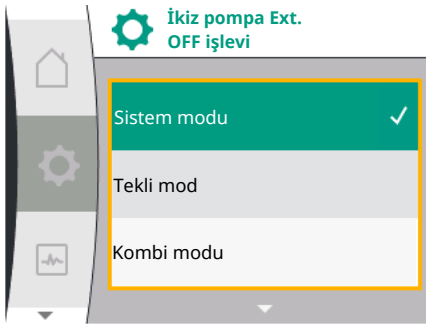 İkiz pompa Ext.
OFF işlevi
Sistem modu
Tekli mod
Kombi modu